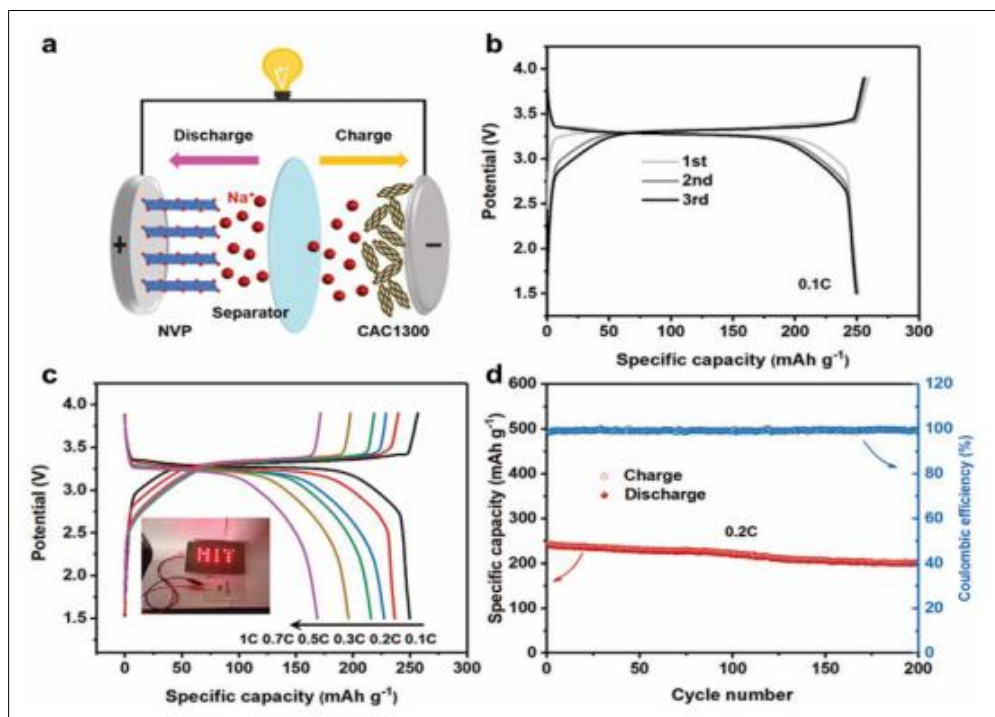 a
Discharge
Charge
Na⁺
+
−
Separator
NVP
CAC1300
b
Potential (V)
4.0
3.5
3.0
2.5
2.0
1.5
1st
2nd
3rd
0.1C
0 50 100 150 200 250 300
Specific capacity (mAh g⁻¹)
c
Potential (V)
4.0
3.5
3.0
2.5
2.0
1.5
HIT
1C 0.7C 0.5C 0.3C 0.2C 0.1C
0 50 100 150 200 250 300
Specific capacity (mAh g⁻¹)
d
Specific capacity (mAh g⁻¹)
600
500
400
300
200
100
0
Charge
Discharge
0.2C
120
100
80
60
40
20
0
Coulombic efficiency (%)
0 50 100 150 200
Cycle number